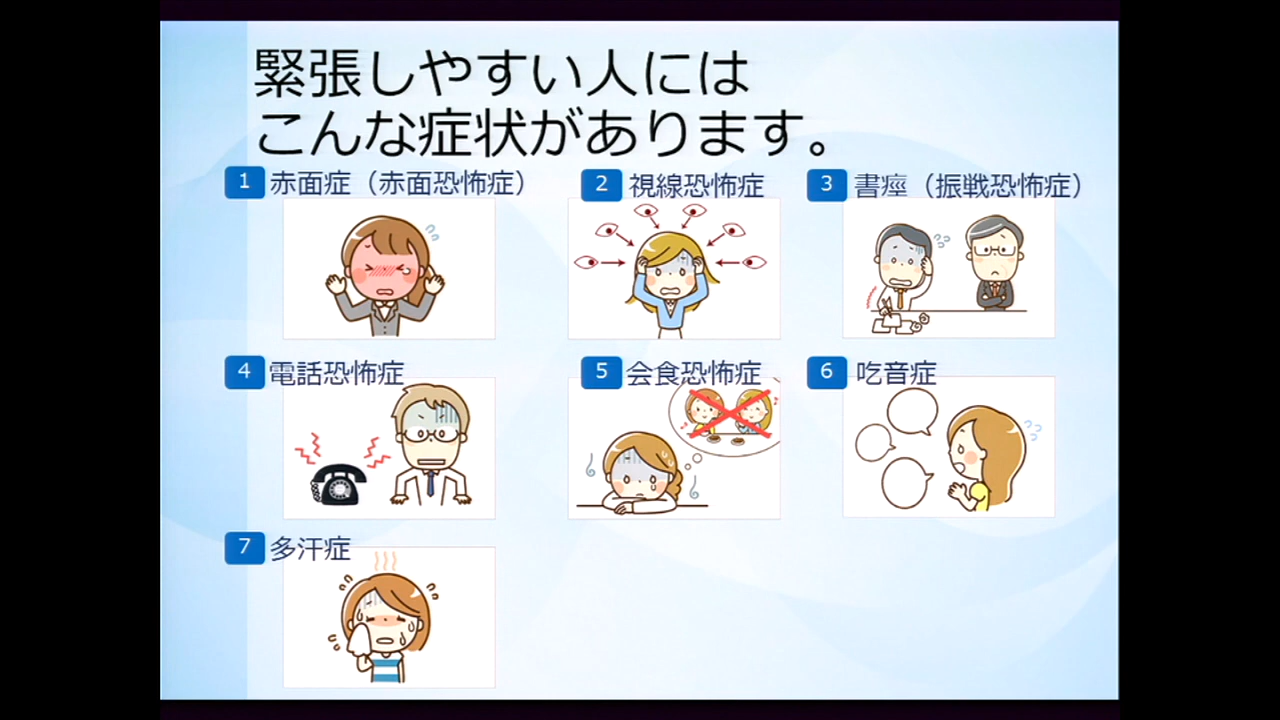 緊張しやすい人には
こんな症状があります。
1 赤面症（赤面恐怖症）
2 視線恐怖症
3 書痙（振戦恐怖症）
4 電話恐怖症
5 会食恐怖症
6 吃音症
7 多汗症